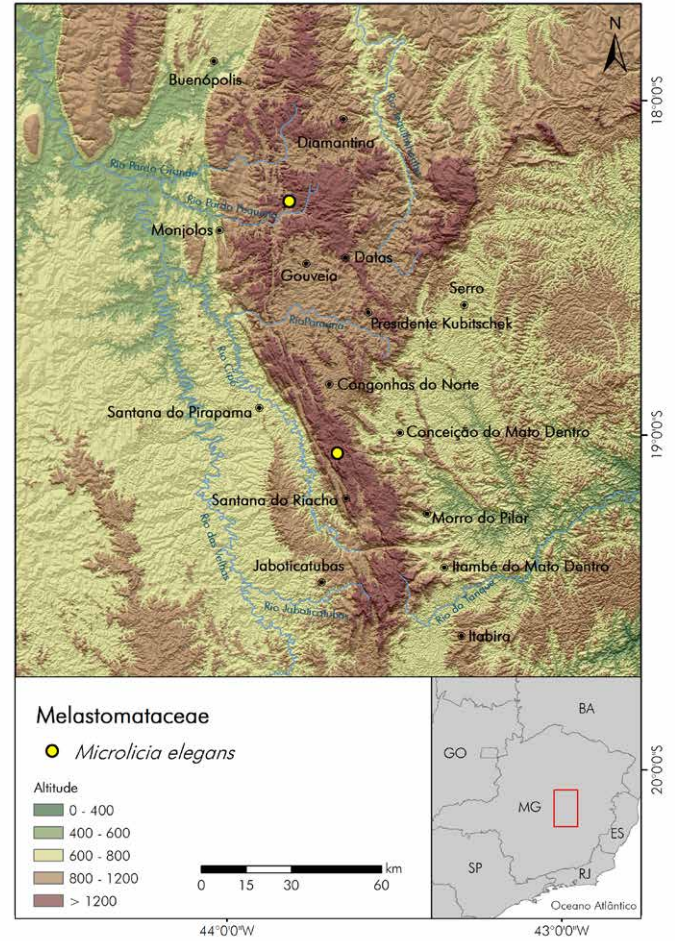 N
18°0'0"S
Buenópolis
Diamantina
Rio Jequitinhonha
Rio Pardo Grande
Rio Pardo Pequeno
Monjolos
Datas
Gouveia
Serro
Rio Paraúna
Presidente Kubitschek
Rio Cipó
Congonhas do Norte
Santana do Pirapama
Conceição do Mato Dentro
19°0'0"S
Santana do Riacho
Morro do Pilar
Rio das Velhas
Jaboticatubas
Itambé do Mato Dentro
Rio Jaboticatubas
Rio do Tanque
Itabira
Melastomataceae
Microlicia elegans
Altitude
0 - 400
400 - 600
600 - 800
800 - 1200
> 1200
km
0 15 30 60
BA
GO
MG
ES
SP
RJ
Oceano Atlântico
20°0'0"S
44°0'0"W
43°0'0"W